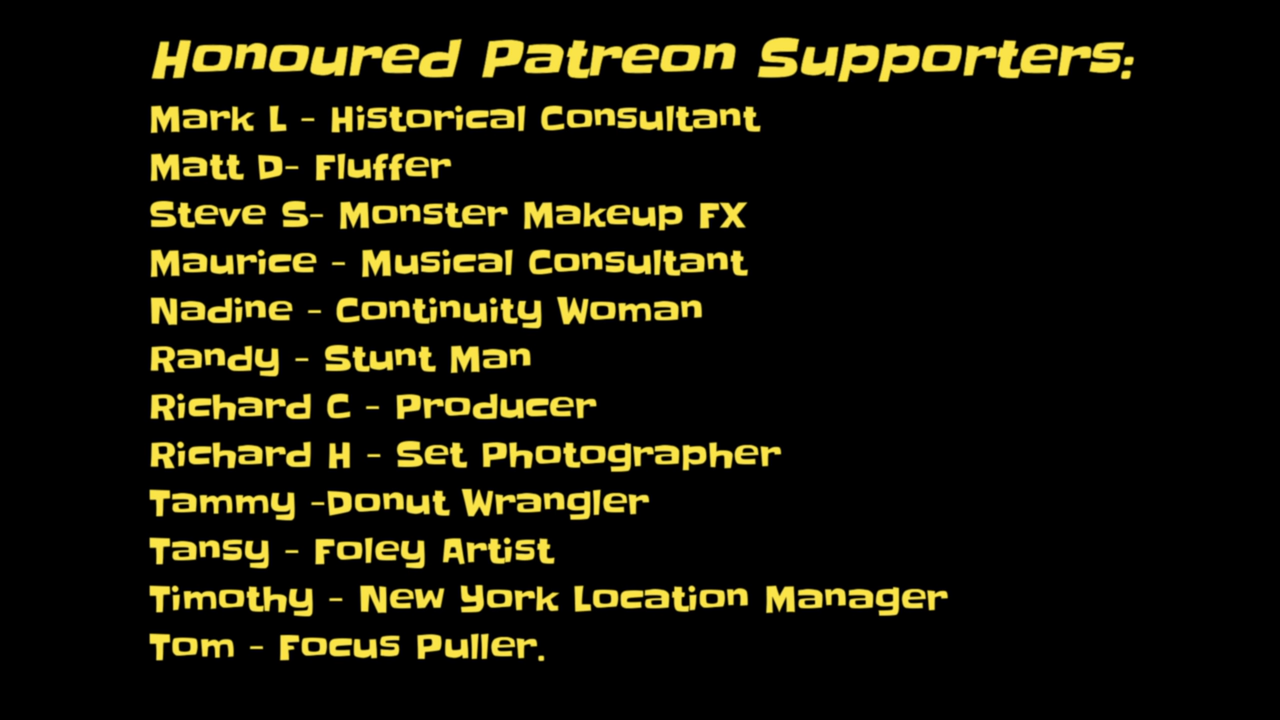 Honoured Patreon Supporters:
Mark L - Historical Consultant
Matt D- Fluffer
Steve S- Monster Makeup FX
Maurice - Musical Consultant
Nadine - Continuity Woman
Randy - Stunt Man
Richard C - Producer
Richard H - Set Photographer
Tammy -Donut Wrangler
Tansy - Foley Artist
Timothy - New York Location Manager
Tom - Focus Puller.